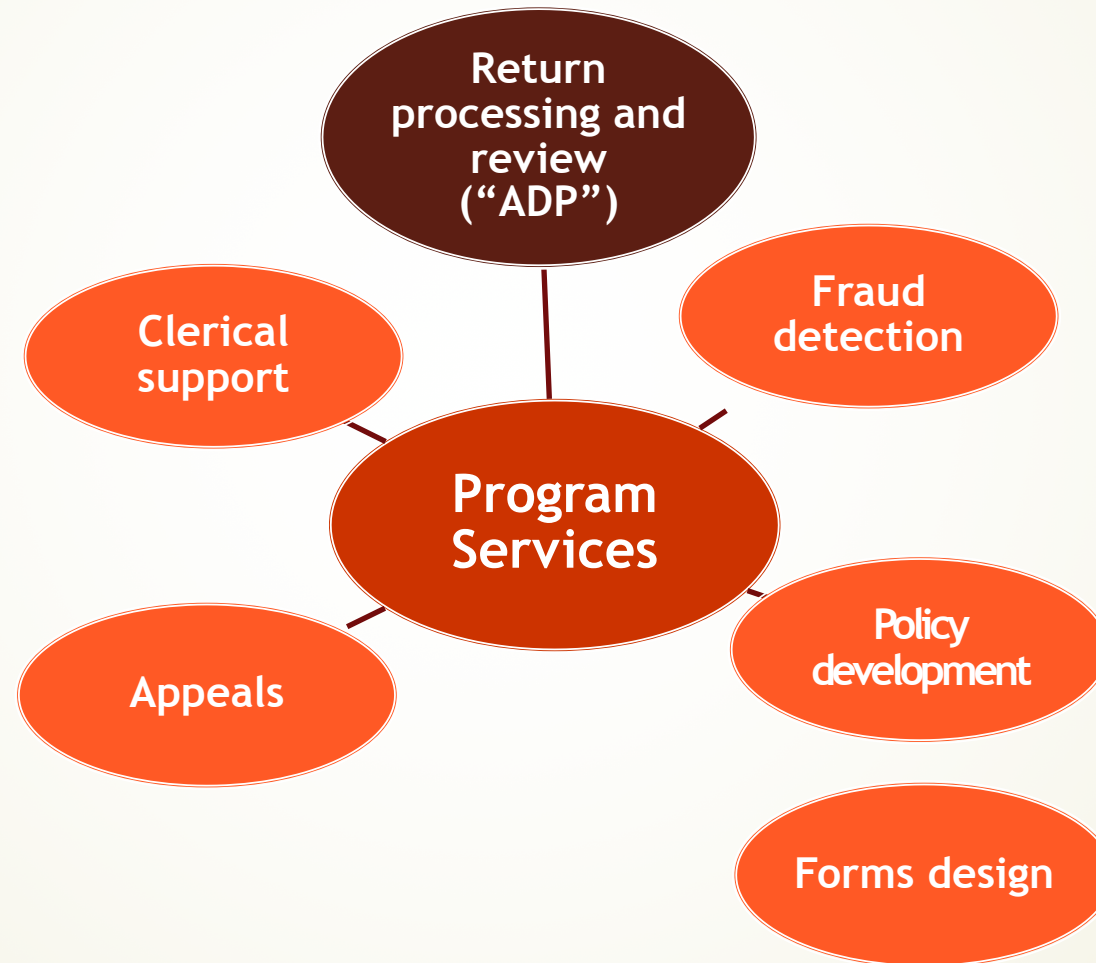 Return
processing and
review
(“ADP”)
Fraud
detection
Clerical
support
Program
Services
Policy
development
Appeals
Forms design